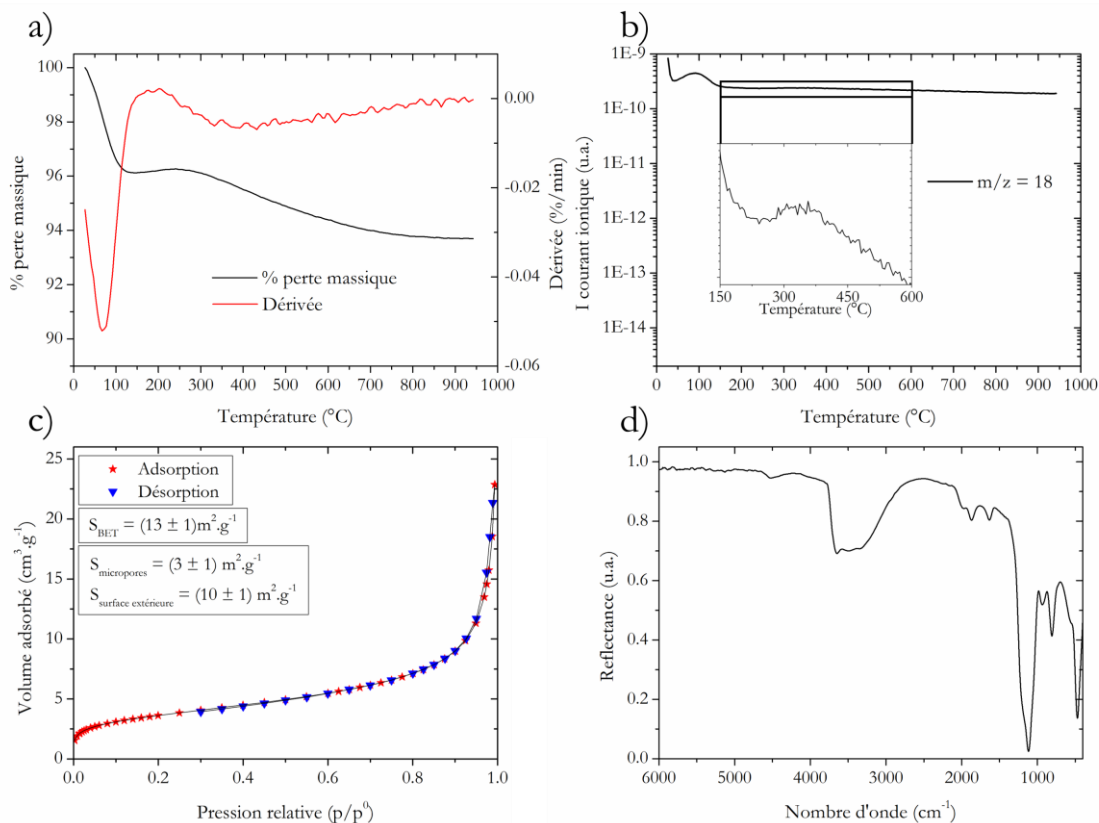 a)
100
98
96
94
92
90
% perte massique
0.00
-0.02
-0.04
-0.06
Dérivée (%/min)
% perte massique
Dérivée
0 100 200 300 400 500 600 700 800 900 1000
Température (°C)
b)
1E-9
1E-10
1E-11
1E-12
1E-13
1E-14
I courant ionique (u.a.)
m/z = 18
150 300 450 600
Température (°C)
0 100 200 300 400 500 600 700 800 900 1000
Température (°C)
c)
25
20
15
10
5
0
Volume adsorbé (cm³.g⁻¹)
Adsorption
Désorption
S_BET = (13 ± 1)m².g⁻¹
S_micropores = (3 ± 1) m².g⁻¹
S_surface extérieure = (10 ± 1) m².g⁻¹
0.0 0.2 0.4 0.6 0.8 1.0
Pression relative (p/p⁰)
d)
1.0
0.8
0.6
0.4
0.2
0.0
Reflectance (u.a.)
6000 5000 4000 3000 2000 1000
Nombre d'onde (cm⁻¹)